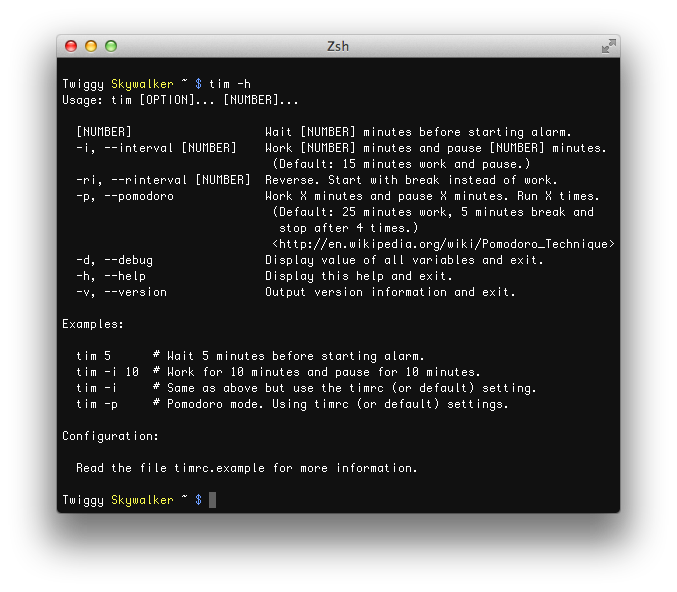 Zsh
Twiggy Skywalker ~ $ tim -h
Usage: tim [OPTION]... [NUMBER]...
[NUMBER] Wait [NUMBER] minutes before starting alarm.
-i, --interval [NUMBER] Work [NUMBER] minutes and pause [NUMBER] minutes.
(Default: 15 minutes work and pause.)
-ri, --rinterval [NUMBER] Reverse. Start with break instead of work.
-p, --pomodoro Work X minutes and pause X minutes. Run X times.
(Default: 25 minutes work, 5 minutes break and
stop after 4 times.)
<http://en.wikipedia.org/wiki/Pomodoro_Technique>
-d, --debug Display value of all variables and exit.
-h, --help Display this help and exit.
-v, --version Output version information and exit.
Examples:
tim 5 # Wait 5 minutes before starting alarm.
tim -i 10 # Work for 10 minutes and pause for 10 minutes.
tim -i # Same as above but use the timrc (or default) setting.
tim -p # Pomodoro mode. Using timrc (or default) settings.
Configuration:
Read the file timrc.example for more information.
Twiggy Skywalker ~ $